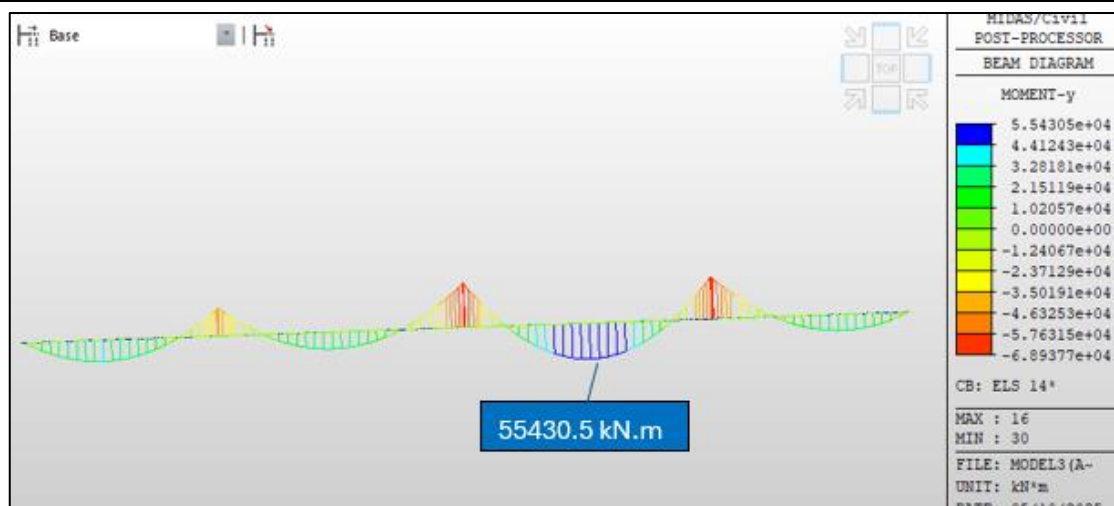 Base
TOP
55430.5 kN.m
MIDAS/Civil
POST-PROCESSOR
BEAM DIAGRAM
MOMENT-y
5.54305e+04
4.41243e+04
3.28181e+04
2.15119e+04
1.02057e+04
0.00000e+00
-1.24067e+04
-2.37129e+04
-3.50191e+04
-4.63253e+04
-5.76315e+04
-6.89377e+04
CB: ELS 14*
MAX : 16
MIN : 30
FILE: MODEL3(A~
UNIT: kN*m